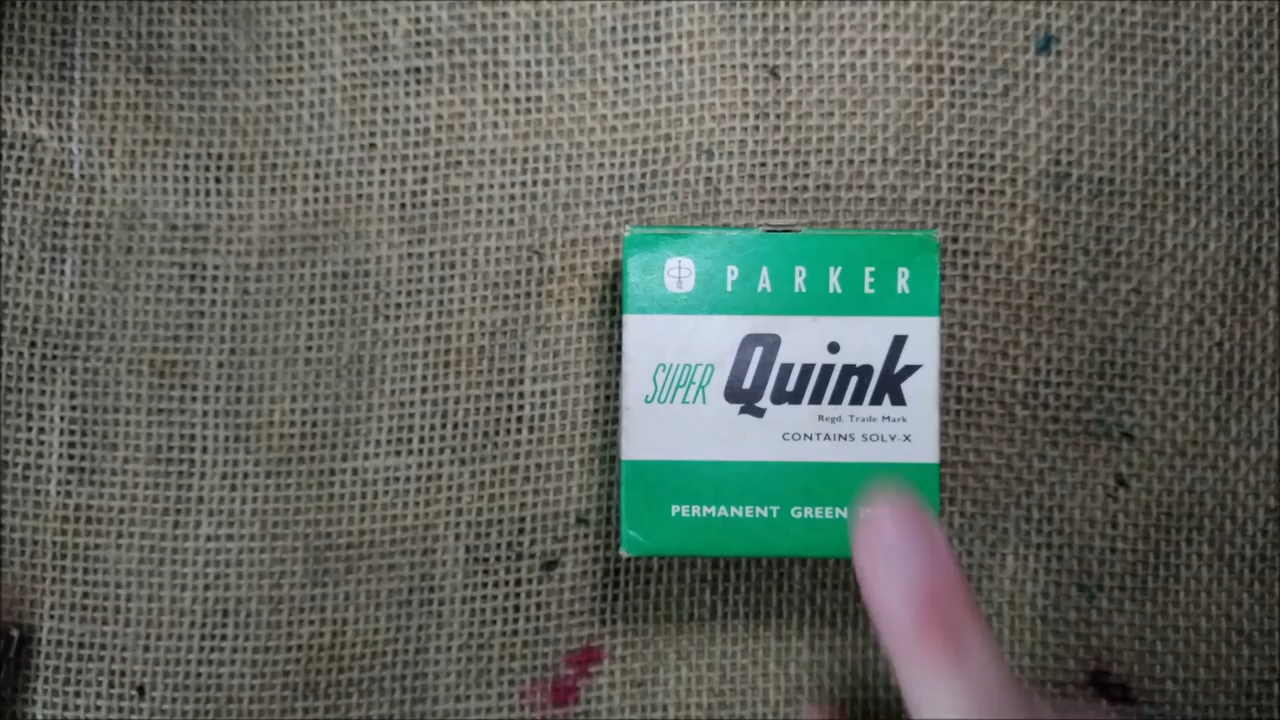 PARKER
SUPER Quink
Regd. Trade Mark
CONTAINS SOLV-X
PERMANENT GREEN